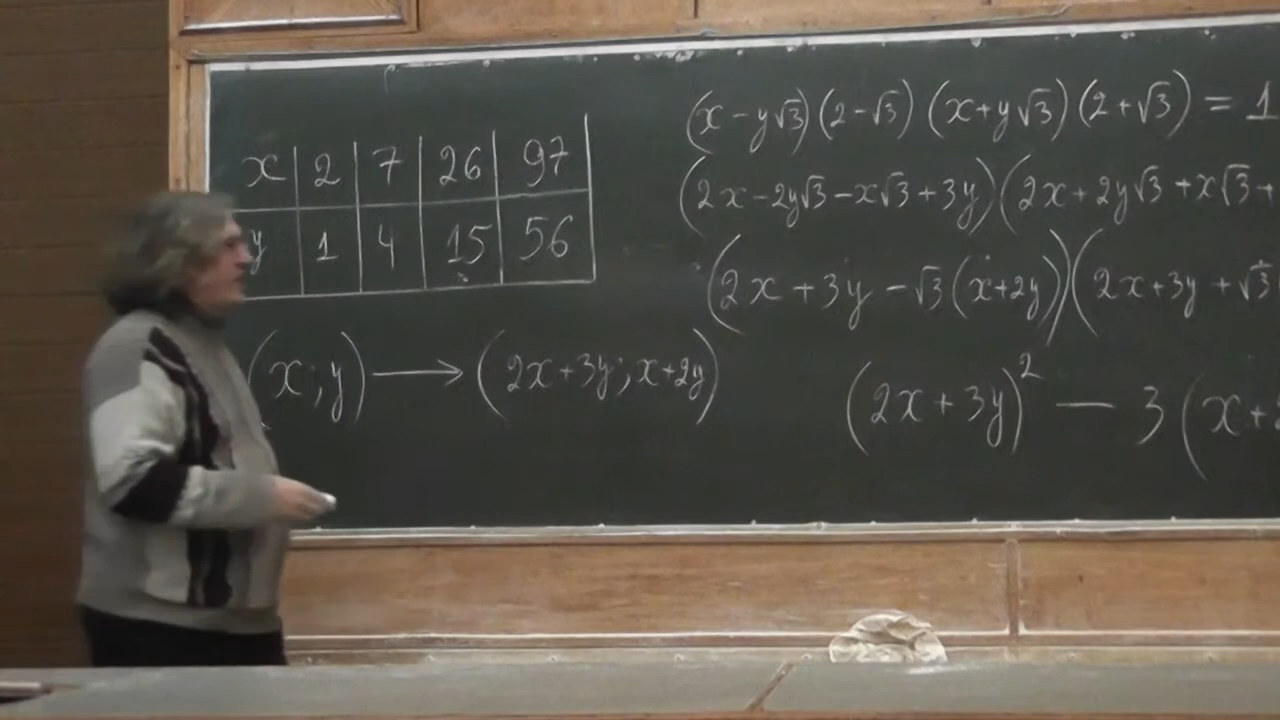 x | 2 | 7 | 26 | 97
y | 1 | 4 | 15 | 56
(x;y) ⟶ (2x+3y; x+2y)
(x-y√3)(2-√3)(x+y√3)(2+√3) = 1
(2x-2y√3-x√3+3y)(2x+2y√3+x√3+
(2x+3y-√3(x+2y))(2x+3y+√3
(2x+3y)² — 3(x+